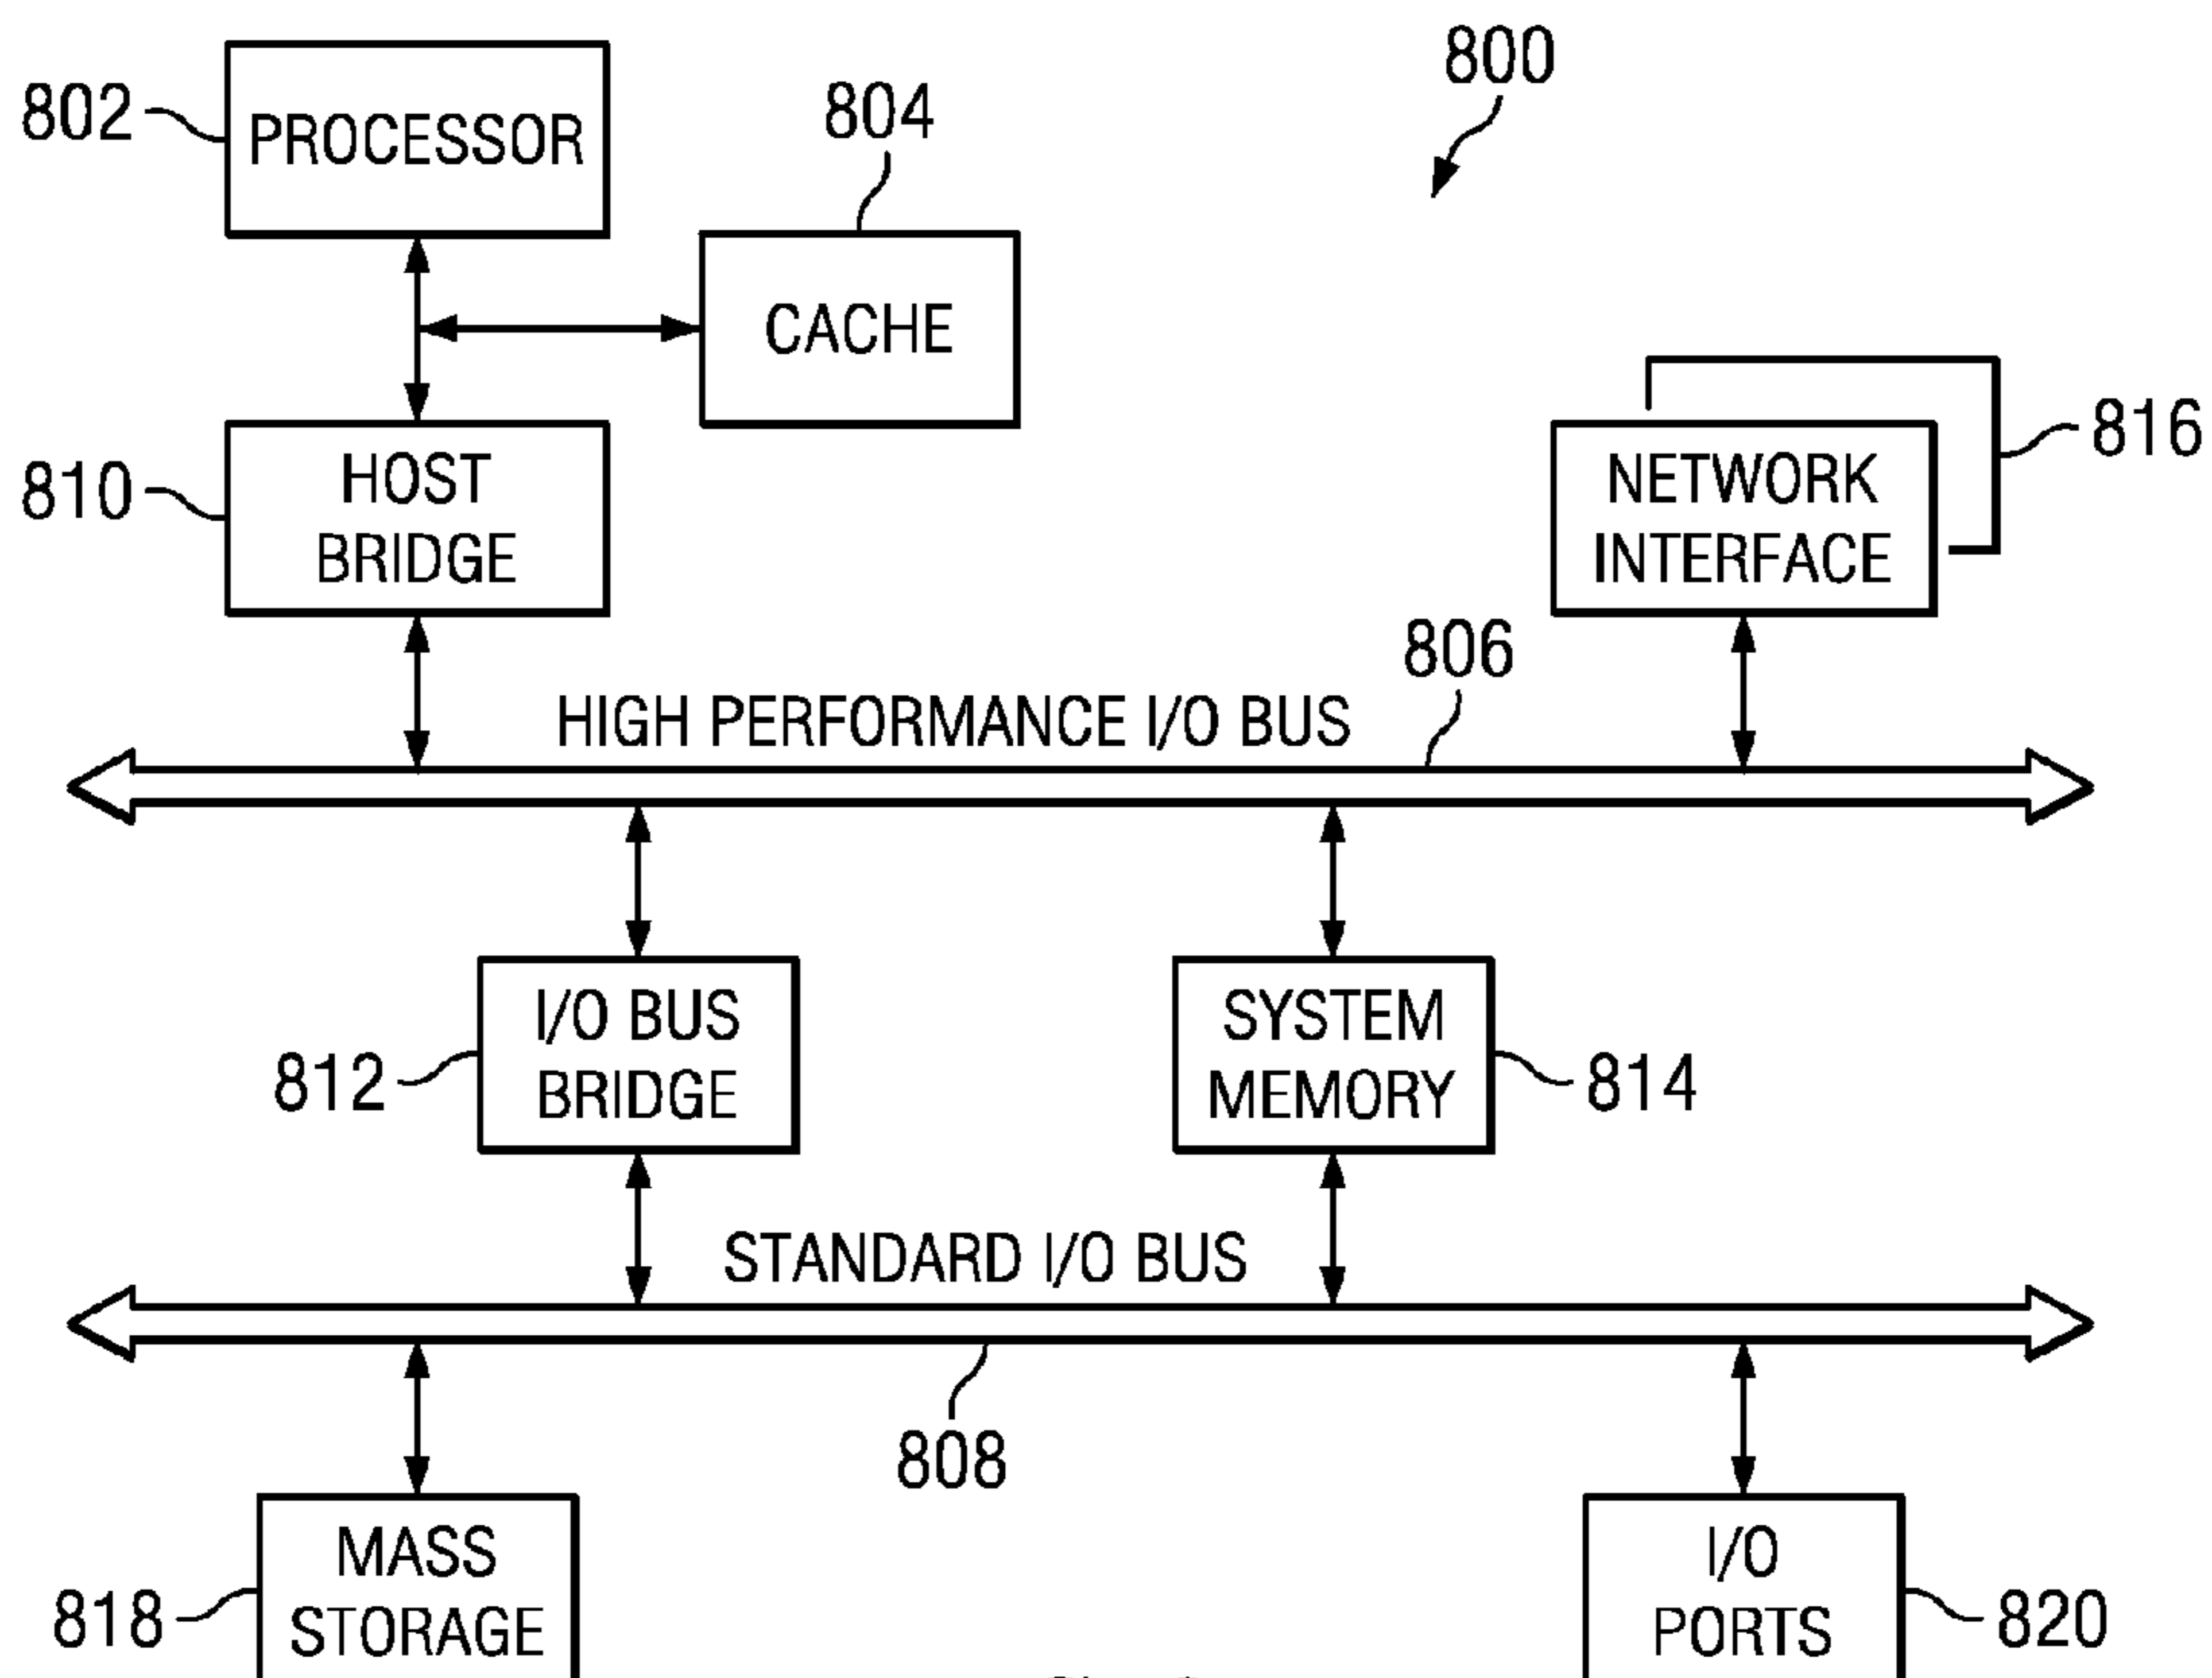 800
802
PROCESSOR
804
CACHE
810
HOST
BRIDGE
NETWORK
INTERFACE
816
806
HIGH PERFORMANCE I/O BUS
I/O BUS
BRIDGE
812
SYSTEM
MEMORY
814
STANDARD I/O BUS
808
MASS
STORAGE
818
I/O
PORTS
820